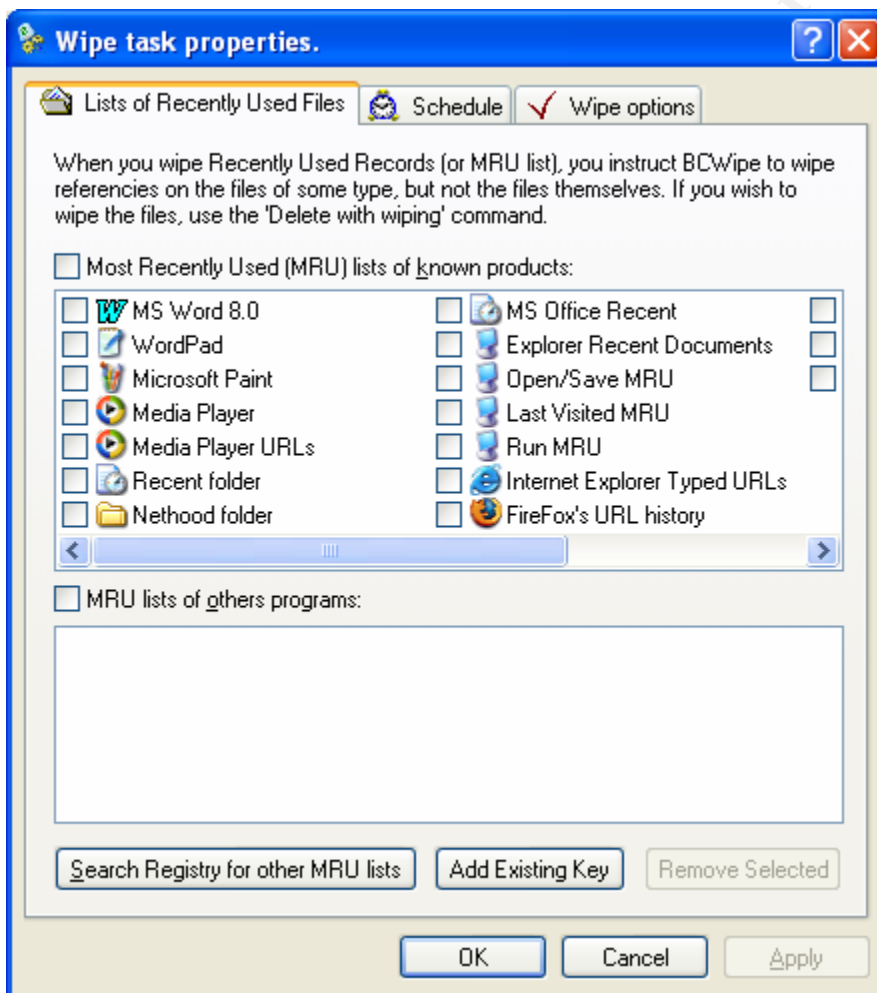 Wipe task properties.
Lists of Recently Used Files
Schedule
Wipe options
When you wipe Recently Used Records (or MRU list), you instruct BCWipe to wipe
referencies on the files of some type, but not the files themselves. If you wish to
wipe the files, use the 'Delete with wiping' command.
Most Recently Used (MRU) lists of known products:
MS Word 8.0
WordPad
Microsoft Paint
Media Player
Media Player URLs
Recent folder
Nethood folder
MS Office Recent
Explorer Recent Documents
Open/Save MRU
Last Visited MRU
Run MRU
Internet Explorer Typed URLs
FireFox's URL history
MRU lists of others programs:
Search Registry for other MRU lists
Add Existing Key
Remove Selected
OK
Cancel
Apply